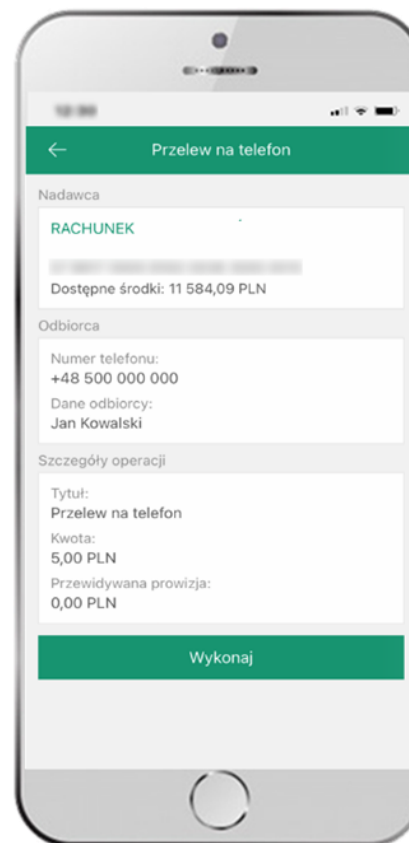 Przelew na telefon
Nadawca
RACHUNEK
Dostępne środki: 11 584,09 PLN
Odbiorca
Numer telefonu:
+48 500 000 000
Dane odbiorcy:
Jan Kowalski
Szczegóły operacji
Tytuł:
Przelew na telefon
Kwota:
5,00 PLN
Przewidywana prowizja:
0,00 PLN
Wykonaj